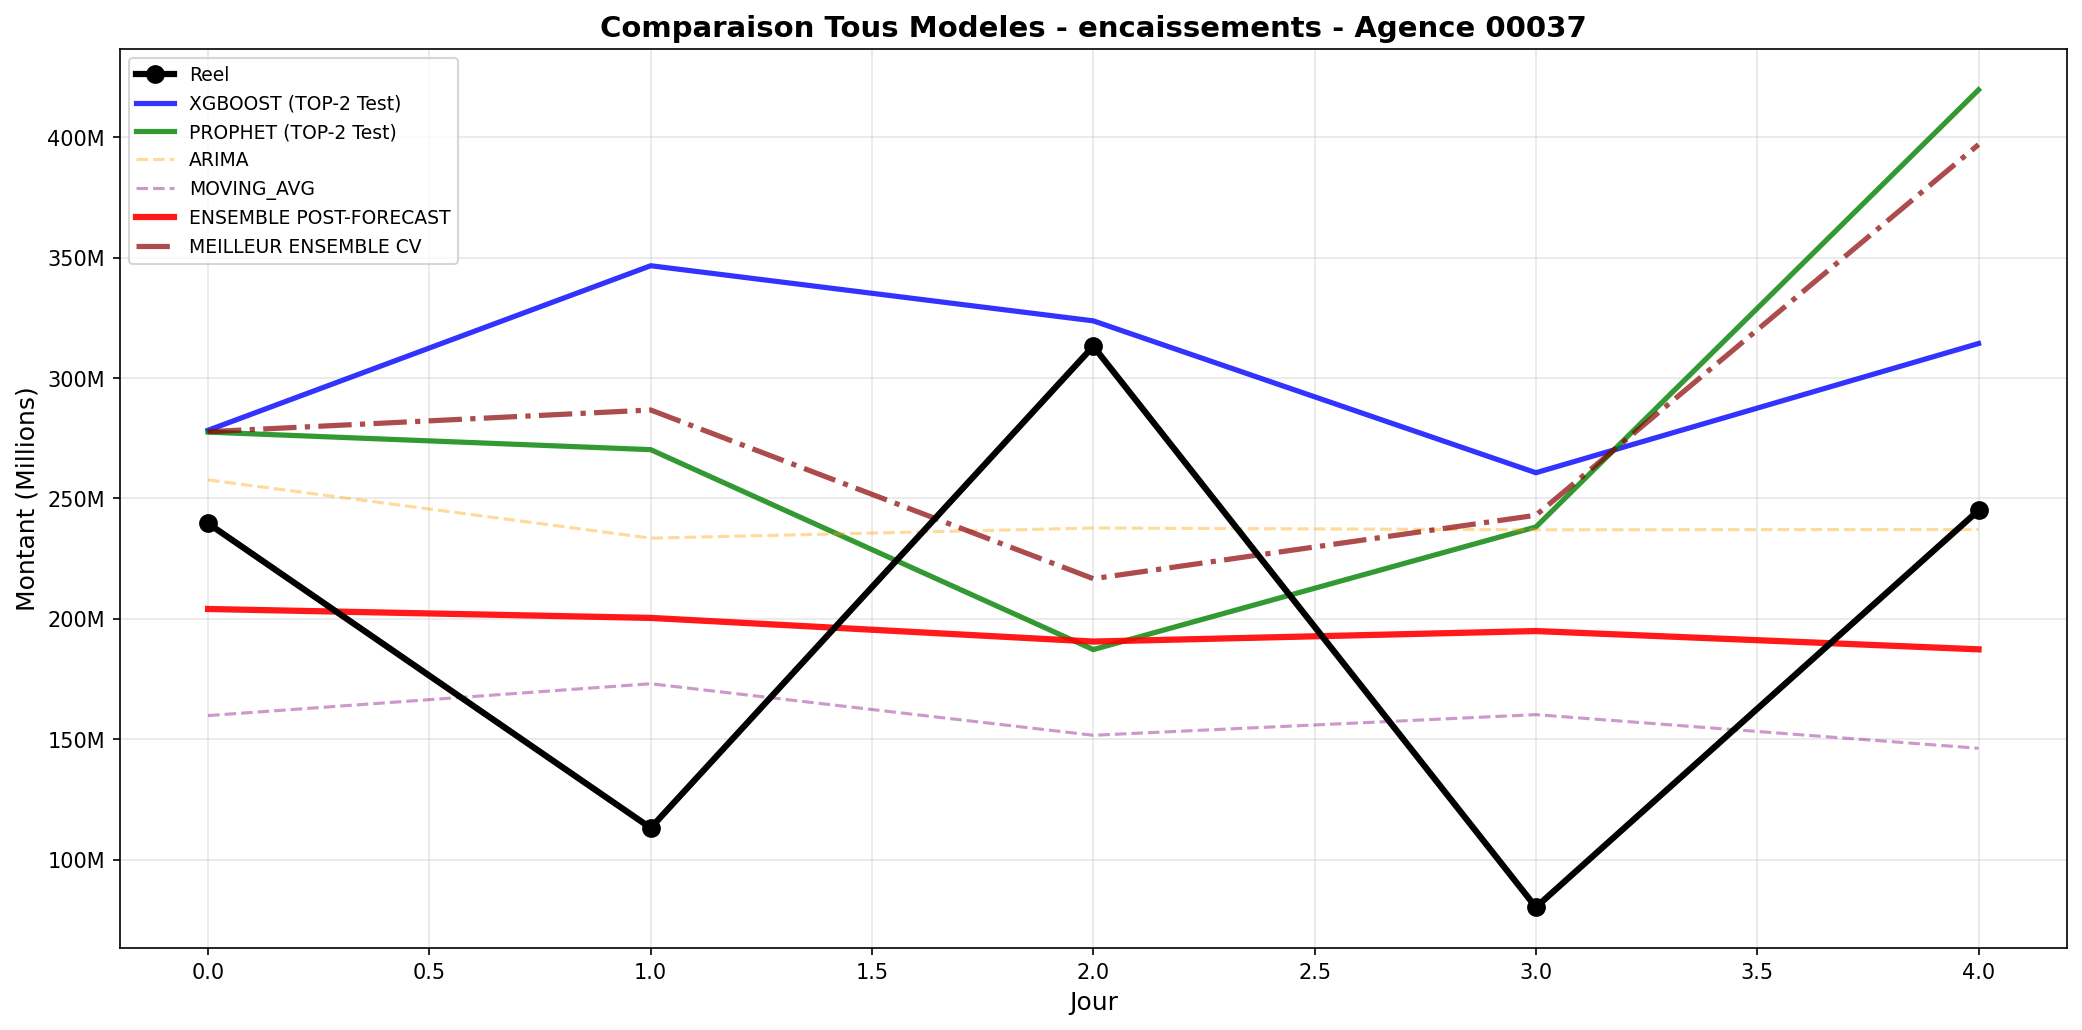 Comparaison Tous Modeles - encaissements - Agence 00037
Reel
XGBOOST (TOP-2 Test)
PROPHET (TOP-2 Test)
ARIMA
MOVING_AVG
ENSEMBLE POST-FORECAST
MEILLEUR ENSEMBLE CV
Montant (Millions)
400M
350M
300M
250M
200M
150M
100M
0.0 0.5 1.0 1.5 2.0 2.5 3.0 3.5 4.0
Jour